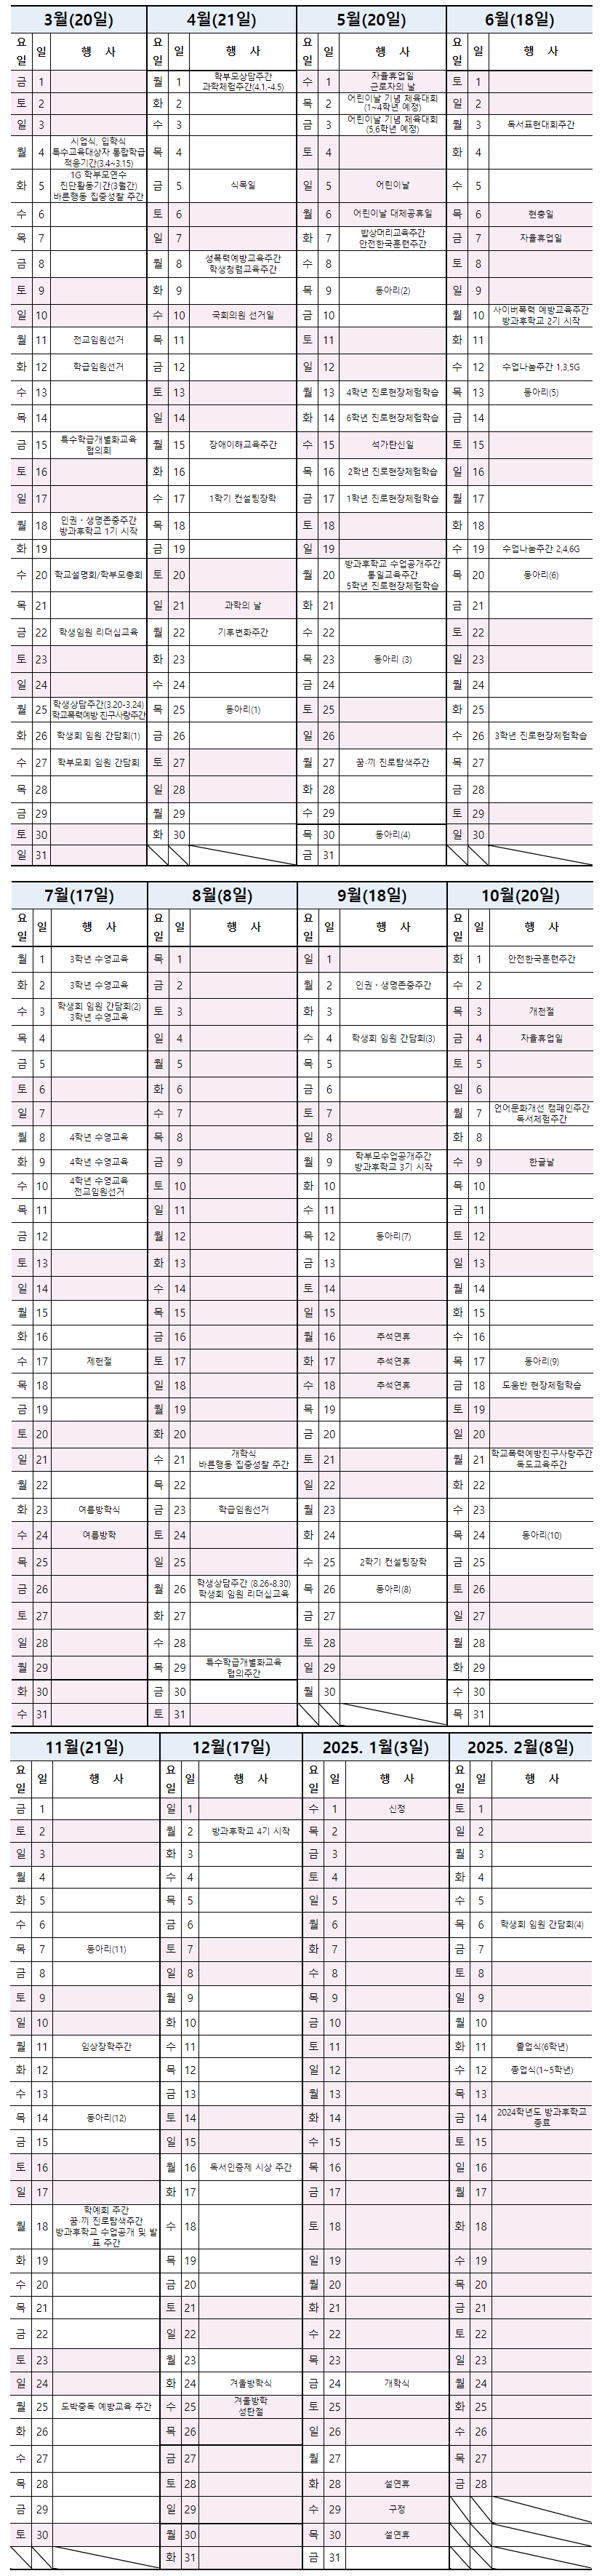 3월(20일)
요일 일 행 사
금 1
토 2
일 3
월 4 시업식, 입학식
특수교육대상자 통합학급
적응기간(3.4~3.15)
화 5 1G 학부모연수
진단활동기간(3월간)
바른행동 집중성찰 주간
수 6
목 7
금 8
토 9
일 10
월 11 전교임원선거
화 12 학급임원선거
수 13
목 14
금 15 특수학급개별화교육
협의회
토 16
일 17
월 18 인권·생명존중주간
방과후학교 1기 시작
화 19
수 20 학교설명회/학부모총회
목 21
금 22 학생임원 리더십교육
토 23
일 24
월 25 학생상담주간(3.20-3.24)
학교폭력예방 친구사랑주간
화 26 학생회 임원 간담회(1)
수 27 학부모회 임원 간담회
목 28
금 29
토 30
일 31
4월(21일)
요일 일 행 사
월 1 학부모상담주간
과학체험주간(4.1.-4.5)
화 2
수 3
목 4
금 5 식목일
토 6
일 7
월 8 성폭력예방교육주간
학생청렴교육주간
화 9
수 10 국회의원 선거일
목 11
금 12
토 13
일 14
월 15 장애이해교육주간
화 16
수 17 1학기 컨설팅장학
목 18
금 19
토 20
일 21 과학의 날
월 22 기후변화주간
화 23
수 24
목 25 동아리(1)
금 26
토 27
일 28
월 29
화 30
5월(20일)
요일 일 행 사
수 1 자율휴업일
근로자의 날
목 2 어린이날 기념 체육대회
(1~4학년 예정)
금 3 어린이날 기념 체육대회
(5,6학년 예정)
토 4
일 5 어린이날
월 6 어린이날 대체공휴일
화 7 밥상머리교육주간
안전한국훈련주간
수 8
목 9 동아리(2)
금 10
토 11
일 12
월 13 4학년 진로현장체험학습
화 14 6학년 진로현장체험학습
수 15 석가탄신일
목 16 2학년 진로현장체험학습
금 17 1학년 진로현장체험학습
토 18
일 19
월 20 방과후학교 수업공개주간
통일교육주간
5학년 진로현장체험학습
화 21
수 22
목 23 동아리 (3)
금 24
토 25
일 26
월 27 꿈·끼 진로탐색주간
화 28
수 29
목 30 동아리(4)
금 31
6월(18일)
요일 일 행 사
토 1
일 2
월 3 독서표현대회주간
화 4
수 5
목 6 현충일
금 7 자율휴업일
토 8
일 9
월 10 사이버폭력 예방교육주간
방과후학교 2기 시작
화 11
수 12 수업나눔주간 1,3,5G
목 13 동아리(5)
금 14
토 15
일 16
월 17
화 18
수 19 수업나눔주간 2,4,6G
목 20 동아리(6)
금 21
토 22
일 23
월 24
화 25
수 26 3학년 진로현장체험학습
목 27
금 28
토 29
일 30
7월(17일)
요일 일 행 사
월 1 3학년 수영교육
화 2 3학년 수영교육
수 3 학생회 임원 간담회(2)
3학년 수영교육
목 4
금 5
토 6
일 7
월 8 4학년 수영교육
화 9 4학년 수영교육
수 10 4학년 수영교육
전교임원선거
목 11
금 12
토 13
일 14
월 15
화 16
수 17 제헌절
목 18
금 19
토 20
일 21
월 22
화 23 여름방학식
수 24 여름방학
목 25
금 26
토 27
일 28
월 29
화 30
수 31
8월(8일)
요일 일 행 사
목 1
금 2
토 3
일 4
월 5
화 6
수 7
목 8
금 9
토 10
일 11
월 12
화 13
수 14
목 15
금 16
토 17
일 18
월 19
화 20
수 21 개학식
바른행동 집중성찰 주간
목 22
금 23 학급임원선거
토 24
일 25
월 26 학생상담주간 (8.26-8.30)
학생회 임원 리더십교육
화 27
수 28
목 29 특수학급개별화교육
협의주간
금 30
토 31
9월(18일)
요일 일 행 사
일 1
월 2 인권·생명존중주간
화 3
수 4 학생회 임원 간담회(3)
목 5
금 6
토 7
일 8
월 9 학부모수업공개주간
방과후학교 3기 시작
화 10
수 11
목 12 동아리(7)
금 13
토 14
일 15
월 16 추석연휴
화 17 추석연휴
수 18 추석연휴
목 19
금 20
토 21
일 22
월 23
화 24
수 25 2학기 컨설팅장학
목 26 동아리(8)
금 27
토 28
일 29
월 30
10월(20일)
요일 일 행 사
화 1 안전한국훈련주간
수 2
목 3 개천절
금 4 자율휴업일
토 5
일 6
월 7 언어문화개선 캠페인주간
독서체험주간
화 8
수 9 한글날
목 10
금 11
토 12
일 13
월 14
화 15
수 16
목 17 동아리(9)
금 18 도움반 현장체험학습
토 19
일 20
월 21 학교폭력예방친구사랑주간
독도교육주간
화 22
수 23
목 24 동아리(10)
금 25
토 26
일 27
월 28
화 29
수 30
목 31
11월(21일)
요일 일 행 사
금 1
토 2
일 3
월 4
화 5
수 6
목 7 동아리(11)
금 8
토 9
일 10
월 11 임상장학주간
화 12
수 13
목 14 동아리(12)
금 15
토 16
일 17
월 18 학예회 주간
꿈·끼 진로탐색주간
방과후학교 수업공개 및 발
표 주간
화 19
수 20
목 21
금 22
토 23
일 24
월 25 도박중독 예방교육 주간
화 26
수 27
목 28
금 29
토 30
12월(17일)
요일 일 행 사
일 1
월 2 방과후학교 4기 시작
화 3
수 4
목 5
금 6
토 7
일 8
월 9
화 10
수 11
목 12
금 13
토 14
일 15
월 16 독서인증제 시상 주간
화 17
수 18
목 19
금 20
토 21
일 22
월 23
화 24 겨울방학식
수 25 겨울방학
성탄절
목 26
금 27
토 28
일 29
월 30
화 31
2025. 1월(3일)
요일 일 행 사
수 1 신정
목 2
금 3
토 4
일 5
월 6
화 7
수 8
목 9
금 10
토 11
일 12
월 13
화 14
수 15
목 16
금 17
토 18
일 19
월 20
화 21
수 22
목 23
금 24 개학식
토 25
일 26
월 27
화 28 설연휴
수 29 구정
목 30 설연휴
금 31
2025. 2월(8일)
요일 일 행 사
토 1
일 2
월 3
화 4
수 5
목 6 학생회 임원 간담회(4)
금 7
토 8
일 9
월 10
화 11 졸업식(6학년)
수 12 종업식(1~5학년)
목 13
금 14 2024학년도 방과후학교
종료
토 15
일 16
월 17
화 18
수 19
목 20
금 21
토 22
일 23
월 24
화 25
수 26
목 27
금 28